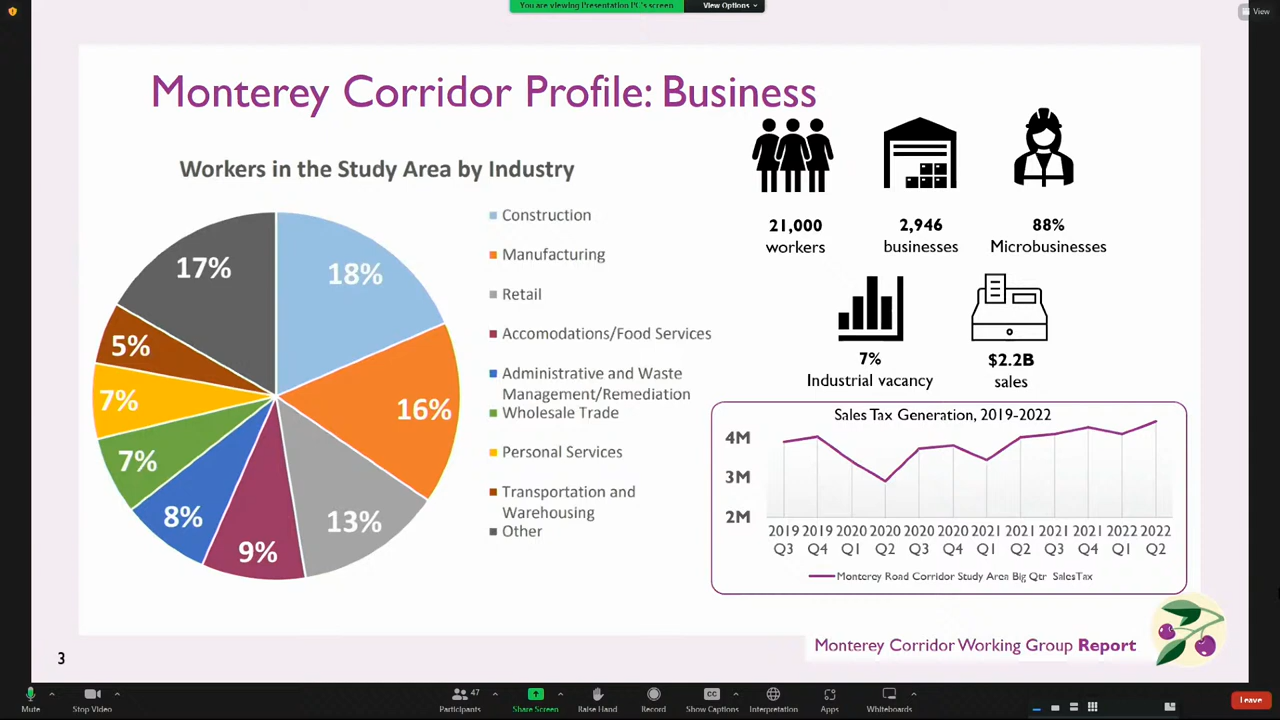 You are viewing Presentation PC's screen
View Options
View
Monterey Corridor Profile: Business
Workers in the Study Area by Industry
17%
18%
5%
16%
7%
7%
8%
13%
9%
Construction
Manufacturing
Retail
Accomodations/Food Services
Administrative and Waste
Management/Remediation
Wholesale Trade
Personal Services
Transportation and
Warehousing
Other
21,000
workers
2,946
businesses
88%
Microbusinesses
7%
Industrial vacancy
$2.2B
sales
Sales Tax Generation, 2019-2022
4M
3M
2M
2019 2019 2020 2020 2020 2020 2021 2021 2021 2021 2022 2022
Q3 Q4 Q1 Q2 Q3 Q4 Q1 Q2 Q3 Q4 Q1 Q2
Monterey Road Corridor Study Area Big Qtr SalesTax
Monterey Corridor Working Group Report
3
47
Mute
Stop Video
Participants
Share Screen
Raise Hand
Record
CC
Show Captions
Interpretation
Apps
Whiteboards
Leave